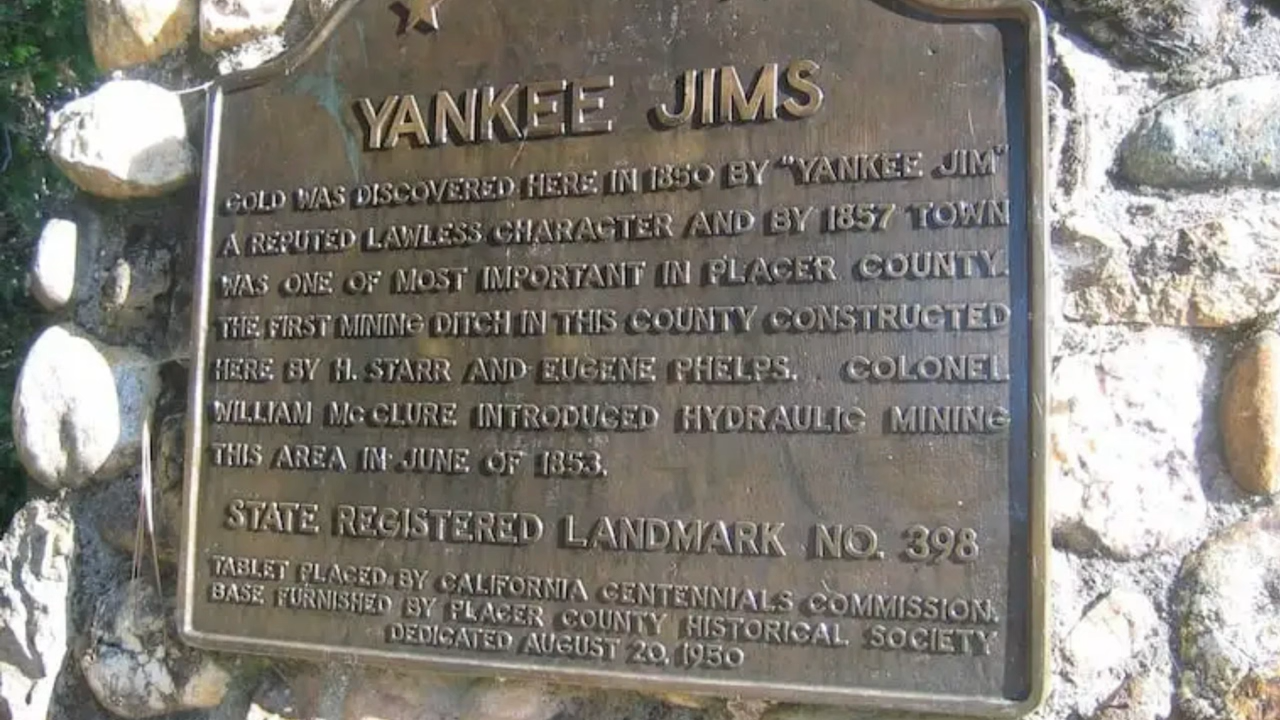 YANKEE JIMS
GOLD WAS DISCOVERED HERE IN 1850 BY "YANKEE JIM"
A REPUTED LAWLESS CHARACTER AND BY 1857 TOWN
WAS ONE OF MOST IMPORTANT IN PLACER COUNTY.
THE FIRST MINING DITCH IN THIS COUNTY CONSTRUCTED
HERE BY H. STARR AND EUGENE PHELPS. COLONEL
WILLIAM McCLURE INTRODUCED HYDRAULIC MINING
THIS AREA IN JUNE OF 1853.
STATE REGISTERED LANDMARK NO. 398
TABLET PLACED BY CALIFORNIA CENTENNIALS COMMISSION.
BASE FURNISHED BY PLACER COUNTY HISTORICAL SOCIETY
DEDICATED AUGUST 20, 1950